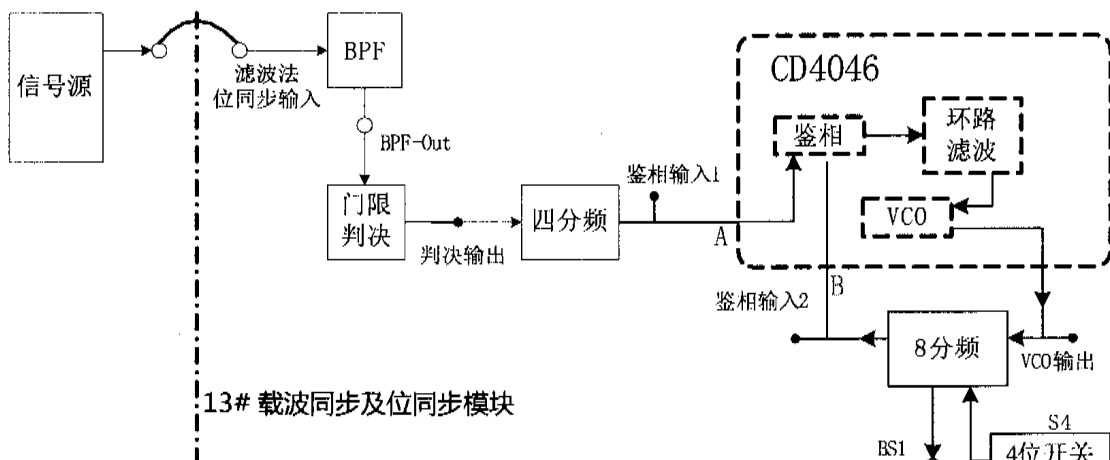 信号源
滤波法
位同步输入
BPF
BPF-Out
门限
判决
判决输出
四分频
鉴相输入1
A
CD4046
鉴相
环路
滤波
VCO
B
鉴相输入2
8分频
VCO输出
13# 载波同步及位同步模块
BS1
S4
4位开关